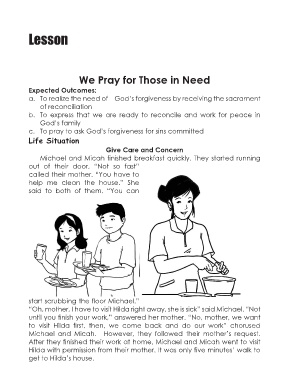 Lesson
We Pray for Those in Need
Expected Outcomes:
a. To realize the need of God's forgiveness by receiving the sacrament
of reconciliation
b. To express that we are ready to reconcile and work for peace in
God's family
c. To pray to ask God's forgiveness for sins committed
Life Situation
Give Care and Concern
Michael and Micah finished breakfast quickly. They started running
out of their door. "Not so fast"
called their mother. "You have to
help me clean the house." She
said to both of them. "You can
start scrubbing the floor Michael."
"Oh, mother, I have to visit Hilda right away, she is sick" said Michael. "Not
until you finish your work," answered her mother. "No, mother, we want
to visit Hilda first, then, we come back and do our work" chorused
Michael and Micah. However, they followed their mother's request.
After they finished their work at home, Michael and Micah went to visit
Hilda with permission from their mother. It was only five minutes' walk to
get to Hilda's house.